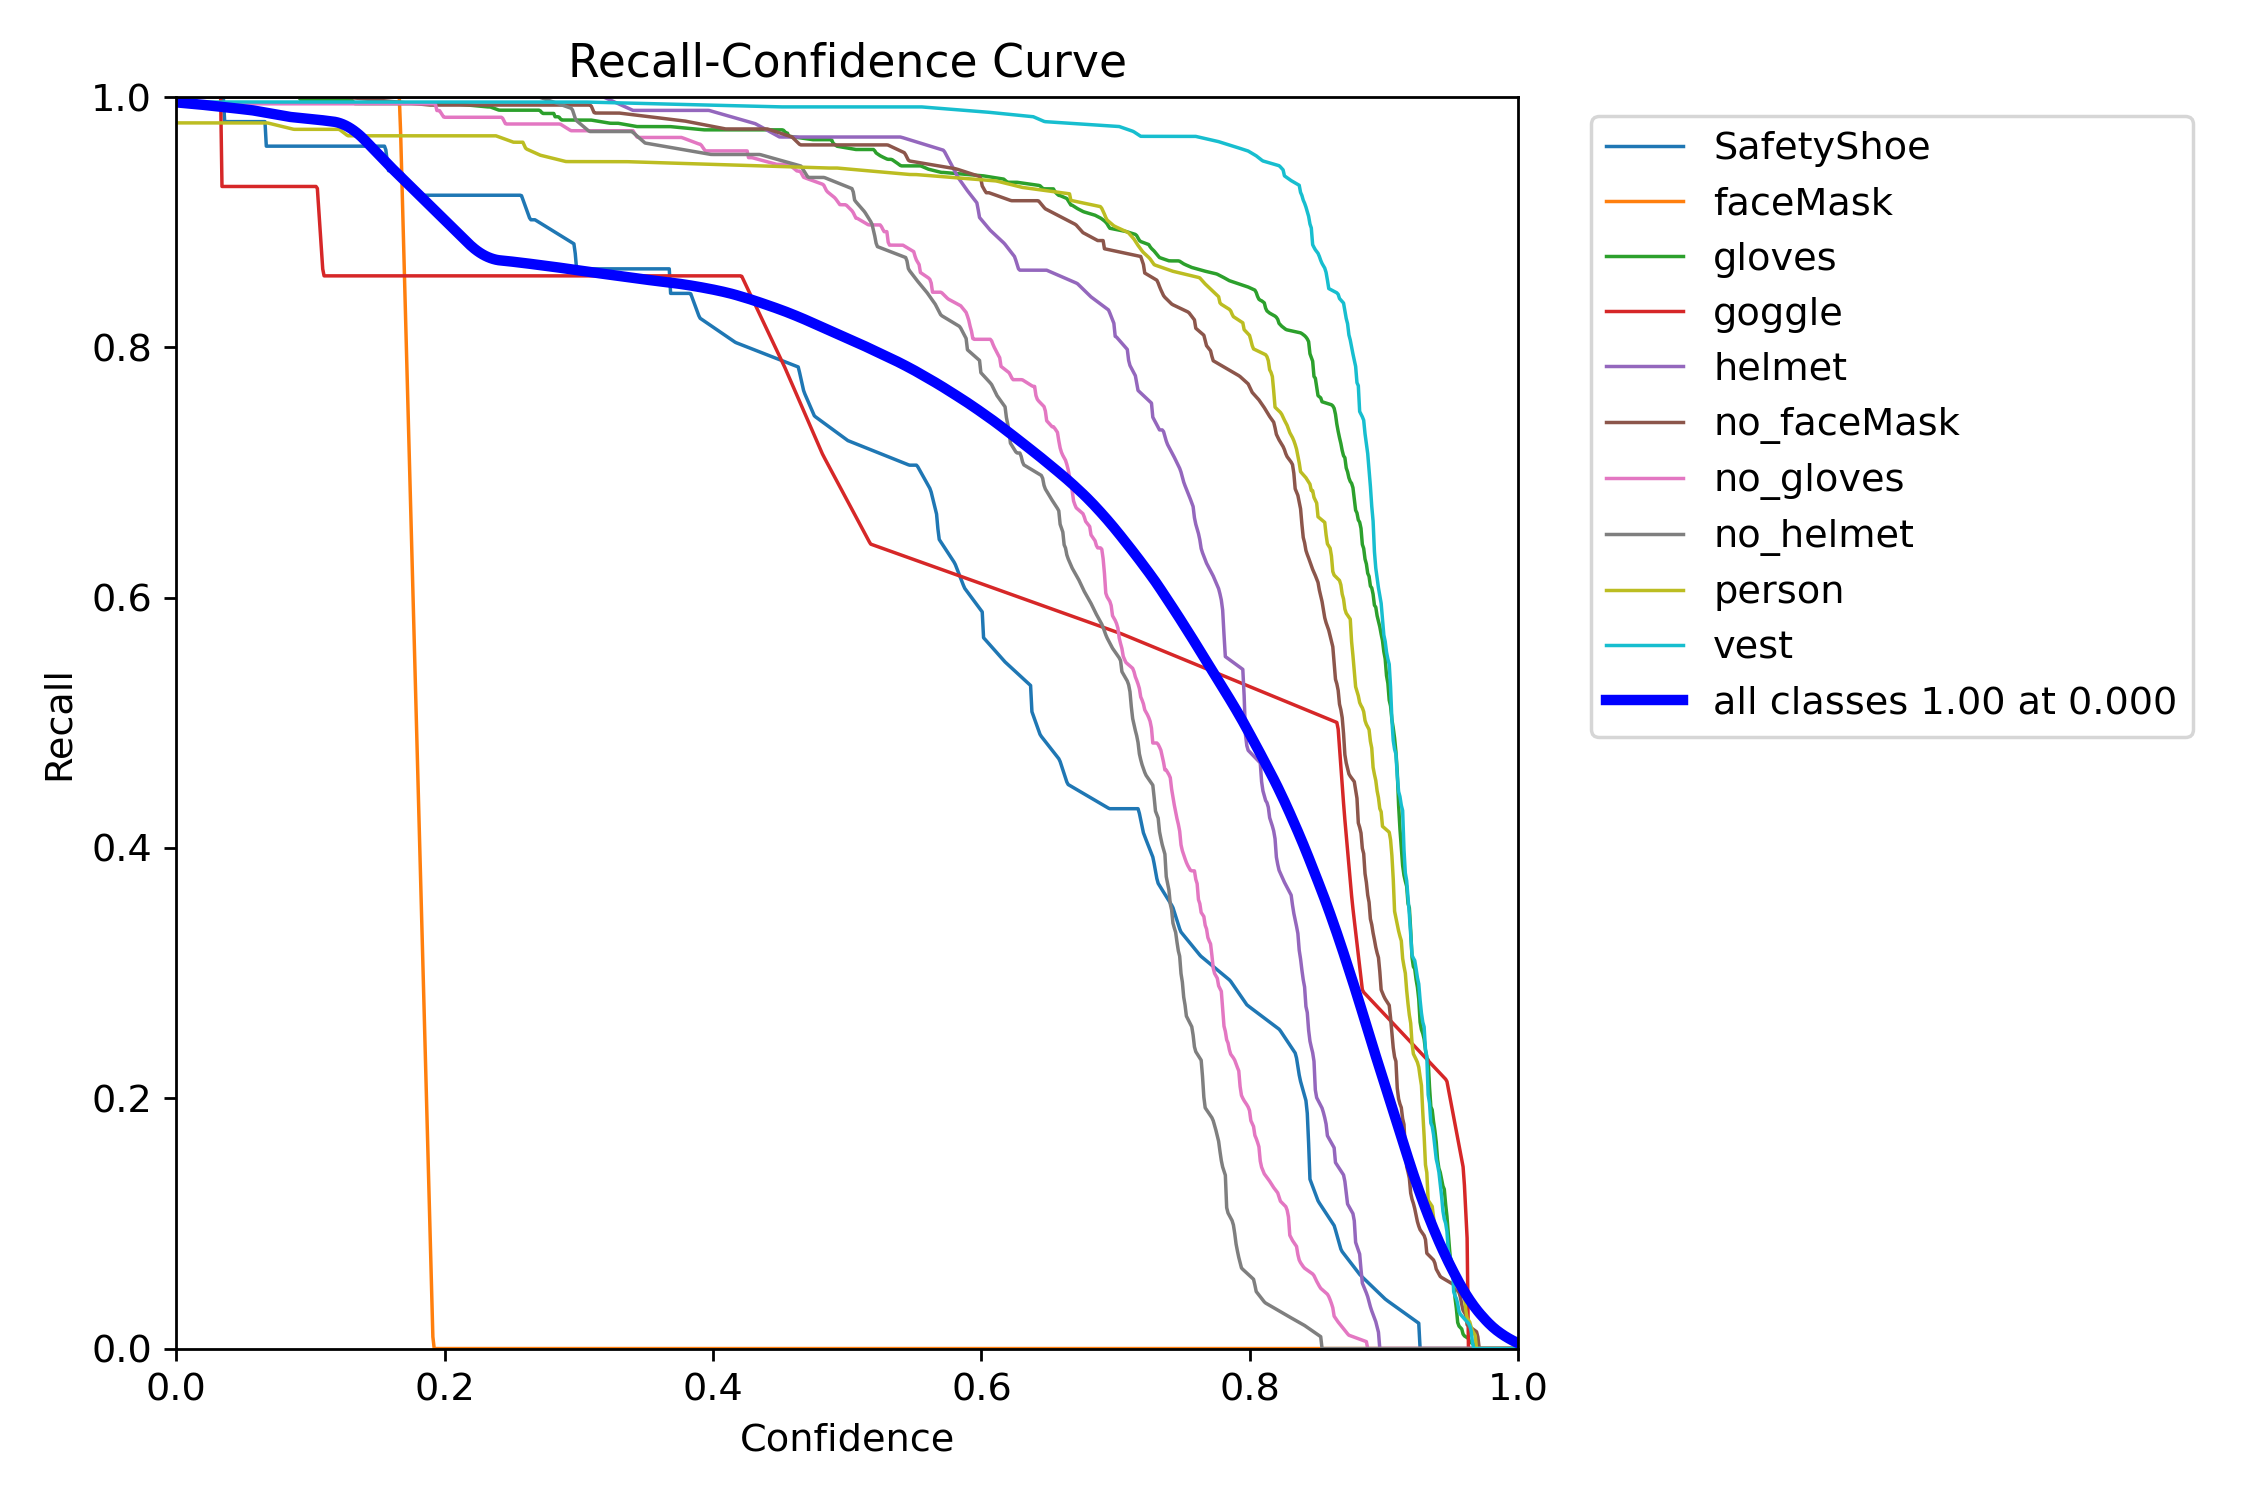 Recall-Confidence Curve
1.0
0.8
0.6
0.4
0.2
0.0
Recall
0.0 0.2 0.4 0.6 0.8 1.0
Confidence
SafetyShoe
faceMask
gloves
goggle
helmet
no_faceMask
no_gloves
no_helmet
person
vest
all classes 1.00 at 0.000